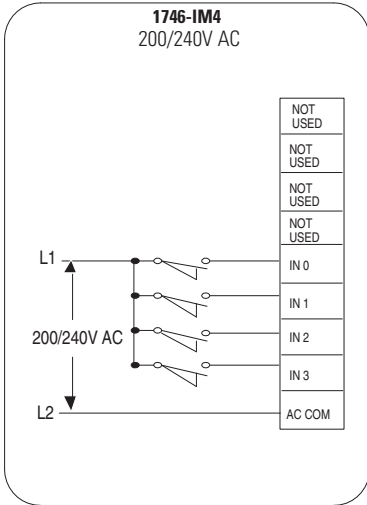 1746-IM4
200/240V AC
NOT
USED
NOT
USED
NOT
USED
NOT
USED
L1
IN 0
IN 1
200/240V AC
IN 2
IN 3
L2
AC COM